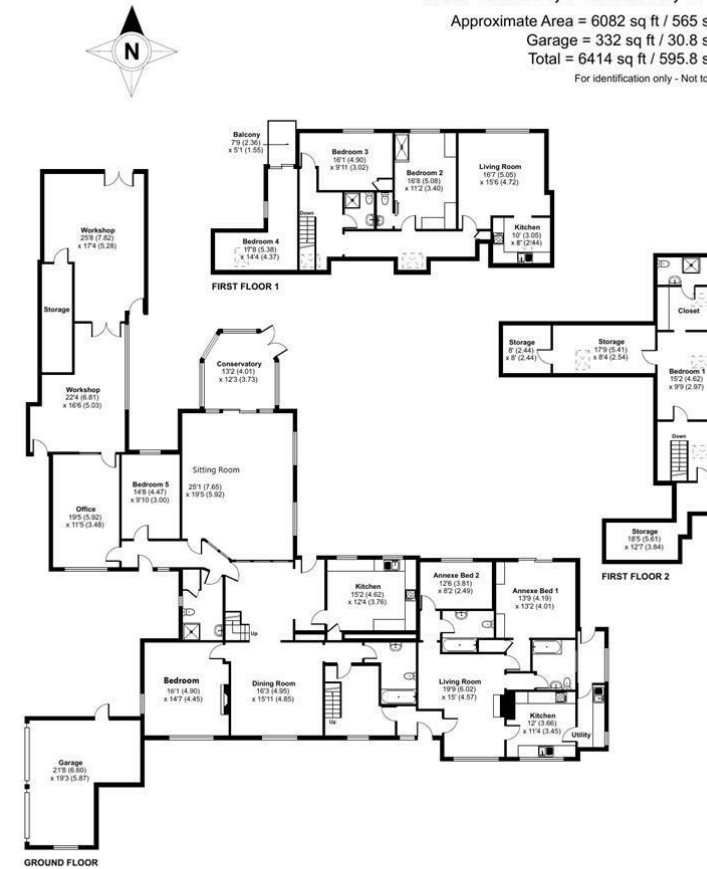 Approximate Area = 6082 sq ft / 565 s
Garage = 332 sq ft / 30.8 s
Total = 6414 sq ft / 595.8 s
For identification only - Not to
N
Balcony
7'9 (2.36)
x 5'1 (1.55)
Bedroom 3
16'1 (4.90)
x 9'11 (3.02)
Bedroom 2
16'8 (5.08)
x 11'2 (3.40)
Living Room
16'7 (5.05)
x 15'6 (4.72)
Kitchen
10' (3.05)
x 8' (2.44)
Down
Bedroom 4
17'8 (5.38)
x 14'4 (4.37)
FIRST FLOOR 1
Workshop
25'8 (7.82)
x 17'4 (5.28)
Storage
Workshop
22'4 (6.81)
x 16'6 (5.03)
Conservatory
13'2 (4.01)
x 12'3 (3.73)
Closet
Storage
8' (2.44)
x 8' (2.44)
Storage
17'9 (5.41)
x 8'4 (2.54)
Bedroom 1
15'2 (4.62)
x 9'9 (2.97)
Down
Storage
18'5 (5.61)
x 12'7 (3.84)
FIRST FLOOR 2
Office
19'5 (5.92)
x 11'5 (3.48)
Bedroom 5
14'8 (4.47)
x 9'10 (3.00)
Sitting Room
25'1 (7.65)
x 19'5 (5.92)
Kitchen
15'2 (4.62)
x 12'4 (3.76)
Annexe Bed 2
12'6 (3.81)
x 8'2 (2.49)
Annexe Bed 1
13'9 (4.19)
x 13'2 (4.01)
Up
Bedroom
16'1 (4.90)
x 14'7 (4.45)
Dining Room
16'3 (4.95)
x 15'11 (4.85)
Up
Living Room
19'9 (6.02)
x 15' (4.57)
Kitchen
12' (3.66)
x 11'4 (3.45)
Utility
Garage
21'8 (6.60)
x 19'3 (5.87)
GROUND FLOOR